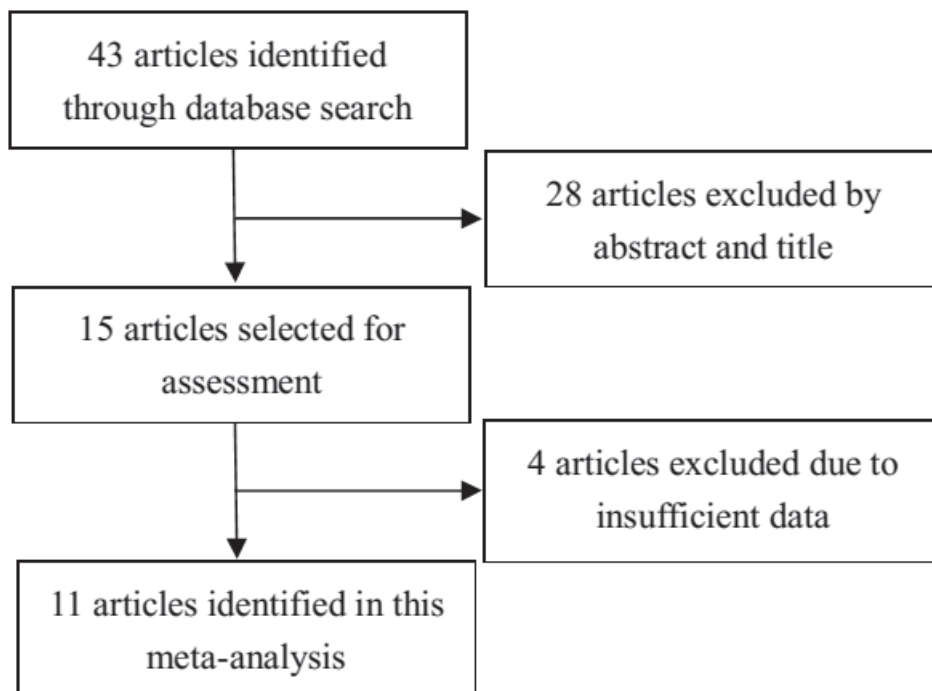 43 articles identified
through database search
28 articles excluded by
abstract and title
15 articles selected for
assessment
4 articles excluded due to
insufficient data
11 articles identified in this
meta-analysis